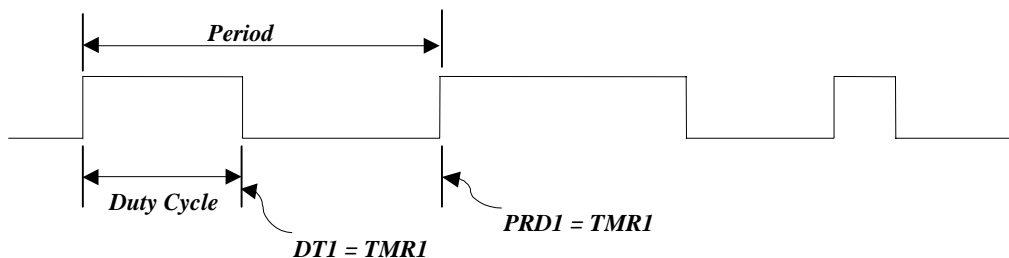 Period
Duty Cycle
PRD1 = TMR1
DT1 = TMR1